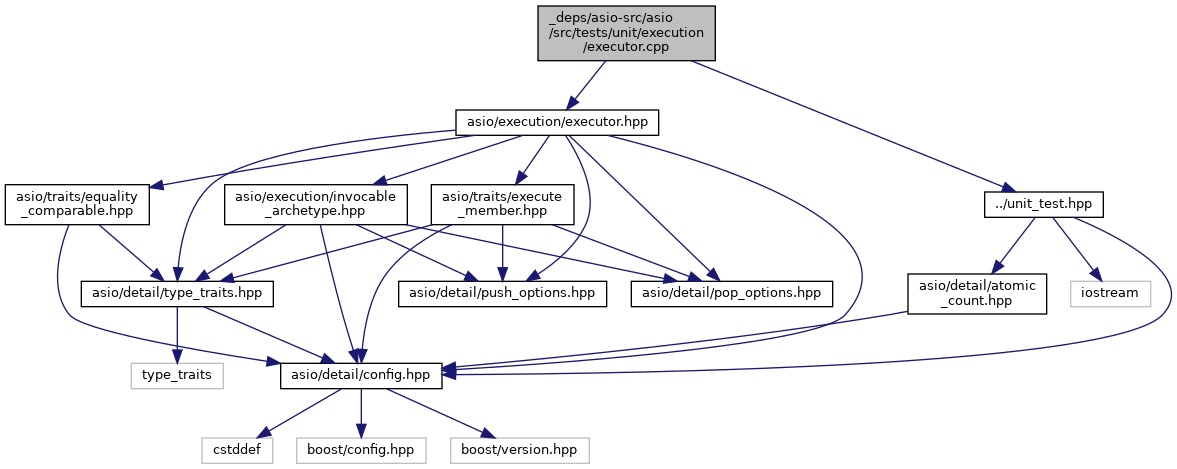 _deps/asio-src/asio
/src/tests/unit/execution
/executor.cpp
asio/execution/executor.hpp
asio/traits/equality
_comparable.hpp
asio/execution/invocable
_archetype.hpp
asio/traits/execute
_member.hpp
../unit_test.hpp
asio/detail/type_traits.hpp
asio/detail/push_options.hpp
asio/detail/pop_options.hpp
asio/detail/atomic
_count.hpp
iostream
type_traits
asio/detail/config.hpp
cstddef
boost/config.hpp
boost/version.hpp